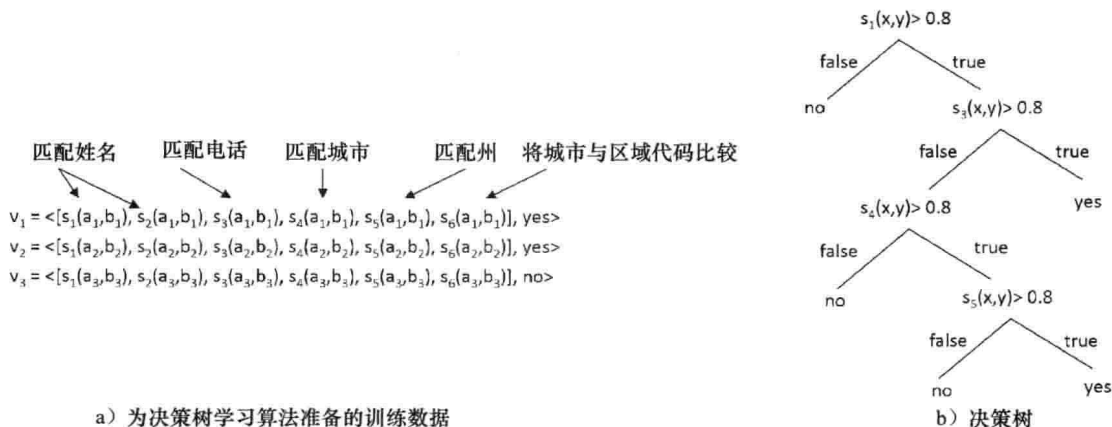 匹配姓名 匹配电话 匹配城市 匹配州 将城市与区域代码比较
v₁ = <[s₁(a₁,b₁), s₂(a₁,b₁), s₃(a₁,b₁), s₄(a₁,b₁), s₅(a₁,b₁), s₆(a₁,b₁)], yes>
v₂ = <[s₁(a₂,b₂), s₂(a₂,b₂), s₃(a₂,b₂), s₄(a₂,b₂), s₅(a₂,b₂), s₆(a₂,b₂)], yes>
v₃ = <[s₁(a₃,b₃), s₂(a₃,b₃), s₃(a₃,b₃), s₄(a₃,b₃), s₅(a₃,b₃), s₆(a₃,b₃)], no>
a）为决策树学习算法准备的训练数据
s₁(x,y)> 0.8
false true
no s₃(x,y)> 0.8
false true
s₄(x,y)> 0.8 yes
false true
no s₅(x,y)> 0.8
false true
no yes
b）决策树